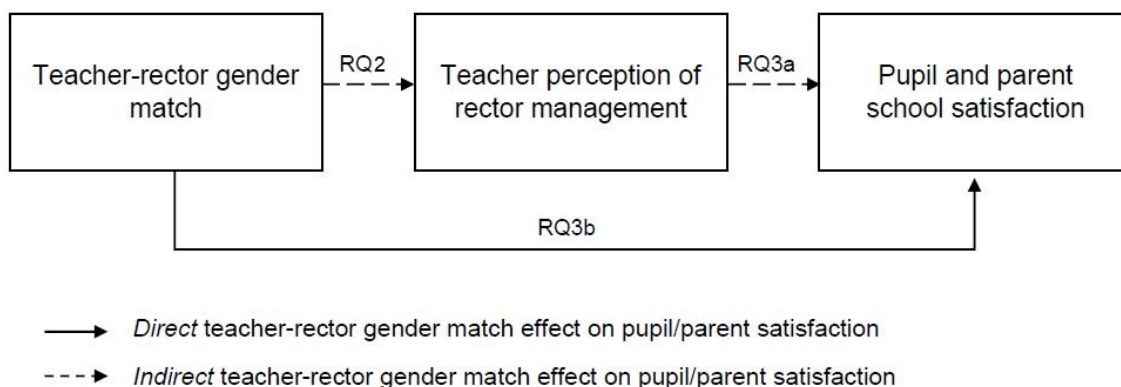 Teacher-rector gender
match
RQ2
Teacher perception of
rector management
RQ3a
Pupil and parent
school satisfaction
RQ3b
Direct teacher-rector gender match effect on pupil/parent satisfaction
Indirect teacher-rector gender match effect on pupil/parent satisfaction